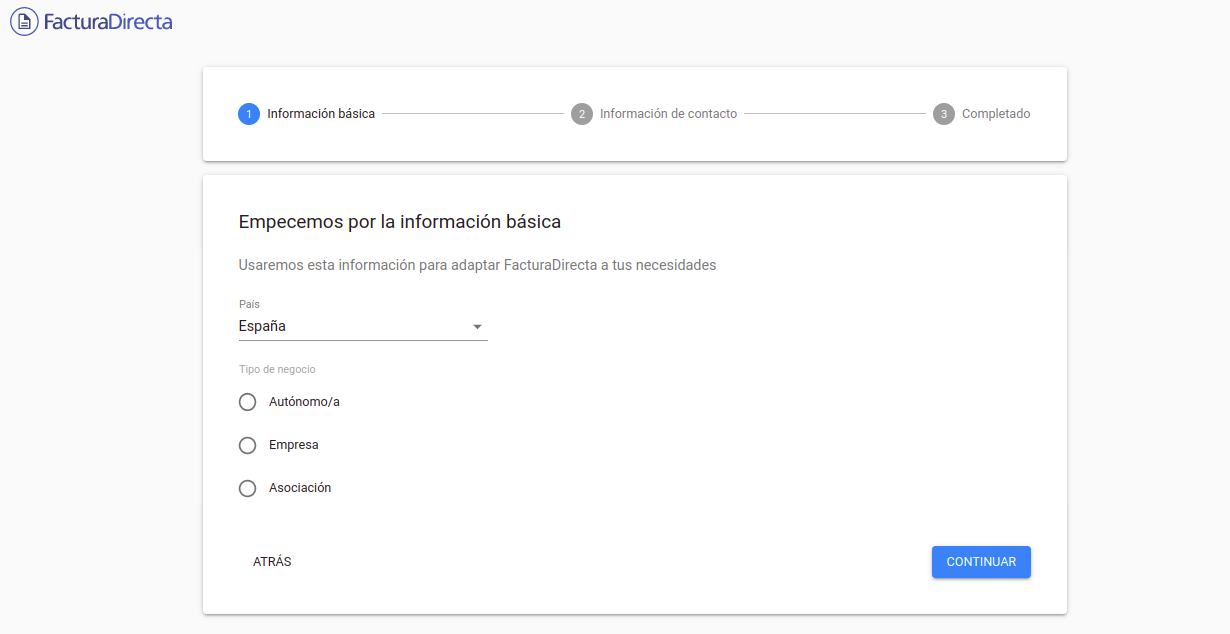 FacturaDirecta
1 Información básica 2 Información de contacto 3 Completado
Empecemos por la información básica
Usaremos esta información para adaptar FacturaDirecta a tus necesidades
País
España
Tipo de negocio
Autónomo/a
Empresa
Asociación
ATRÁS CONTINUAR